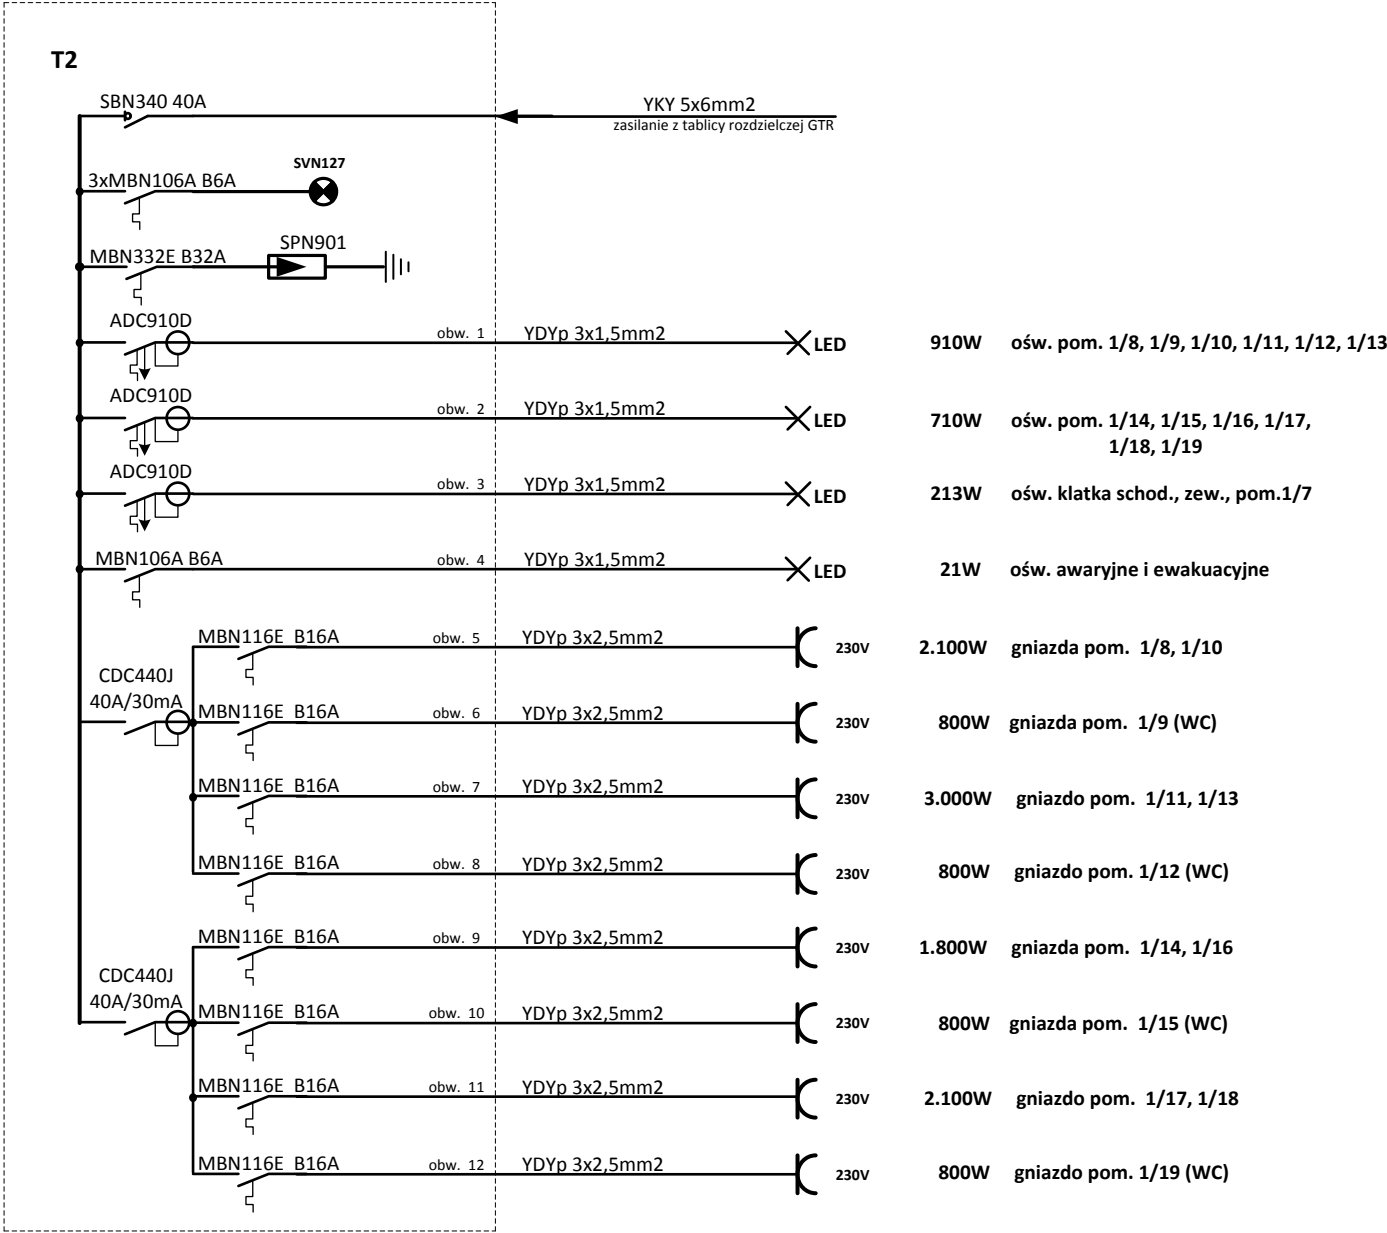 T2
SBN340 40A
YKY 5x6mm2
zasilanie z tablicy rozdzielczej GTR
SVN127
3xMBN106A B6A
SPN901
MBN332E B32A
ADC910D
obw. 1 YDYp 3x1,5mm2
LED 910W ośw. pom. 1/8, 1/9, 1/10, 1/11, 1/12, 1/13
ADC910D
obw. 2 YDYp 3x1,5mm2
LED 710W ośw. pom. 1/14, 1/15, 1/16, 1/17,
1/18, 1/19
ADC910D
obw. 3 YDYp 3x1,5mm2
LED 213W ośw. klatka schod., zew., pom.1/7
MBN106A B6A obw. 4 YDYp 3x1,5mm2
LED 21W ośw. awaryjne i ewakuacyjne
MBN116E B16A obw. 5 YDYp 3x2,5mm2
230V 2.100W gniazda pom. 1/8, 1/10
CDC440J
40A/30mA
MBN116E B16A obw. 6 YDYp 3x2,5mm2
230V 800W gniazda pom. 1/9 (WC)
MBN116E B16A obw. 7 YDYp 3x2,5mm2
230V 3.000W gniazdo pom. 1/11, 1/13
MBN116E B16A obw. 8 YDYp 3x2,5mm2
230V 800W gniazdo pom. 1/12 (WC)
MBN116E B16A obw. 9 YDYp 3x2,5mm2
230V 1.800W gniazda pom. 1/14, 1/16
CDC440J
40A/30mA
MBN116E B16A obw. 10 YDYp 3x2,5mm2
230V 800W gniazda pom. 1/15 (WC)
MBN116E B16A obw. 11 YDYp 3x2,5mm2
230V 2.100W gniazdo pom. 1/17, 1/18
MBN116E B16A obw. 12 YDYp 3x2,5mm2
230V 800W gniazdo pom. 1/19 (WC)